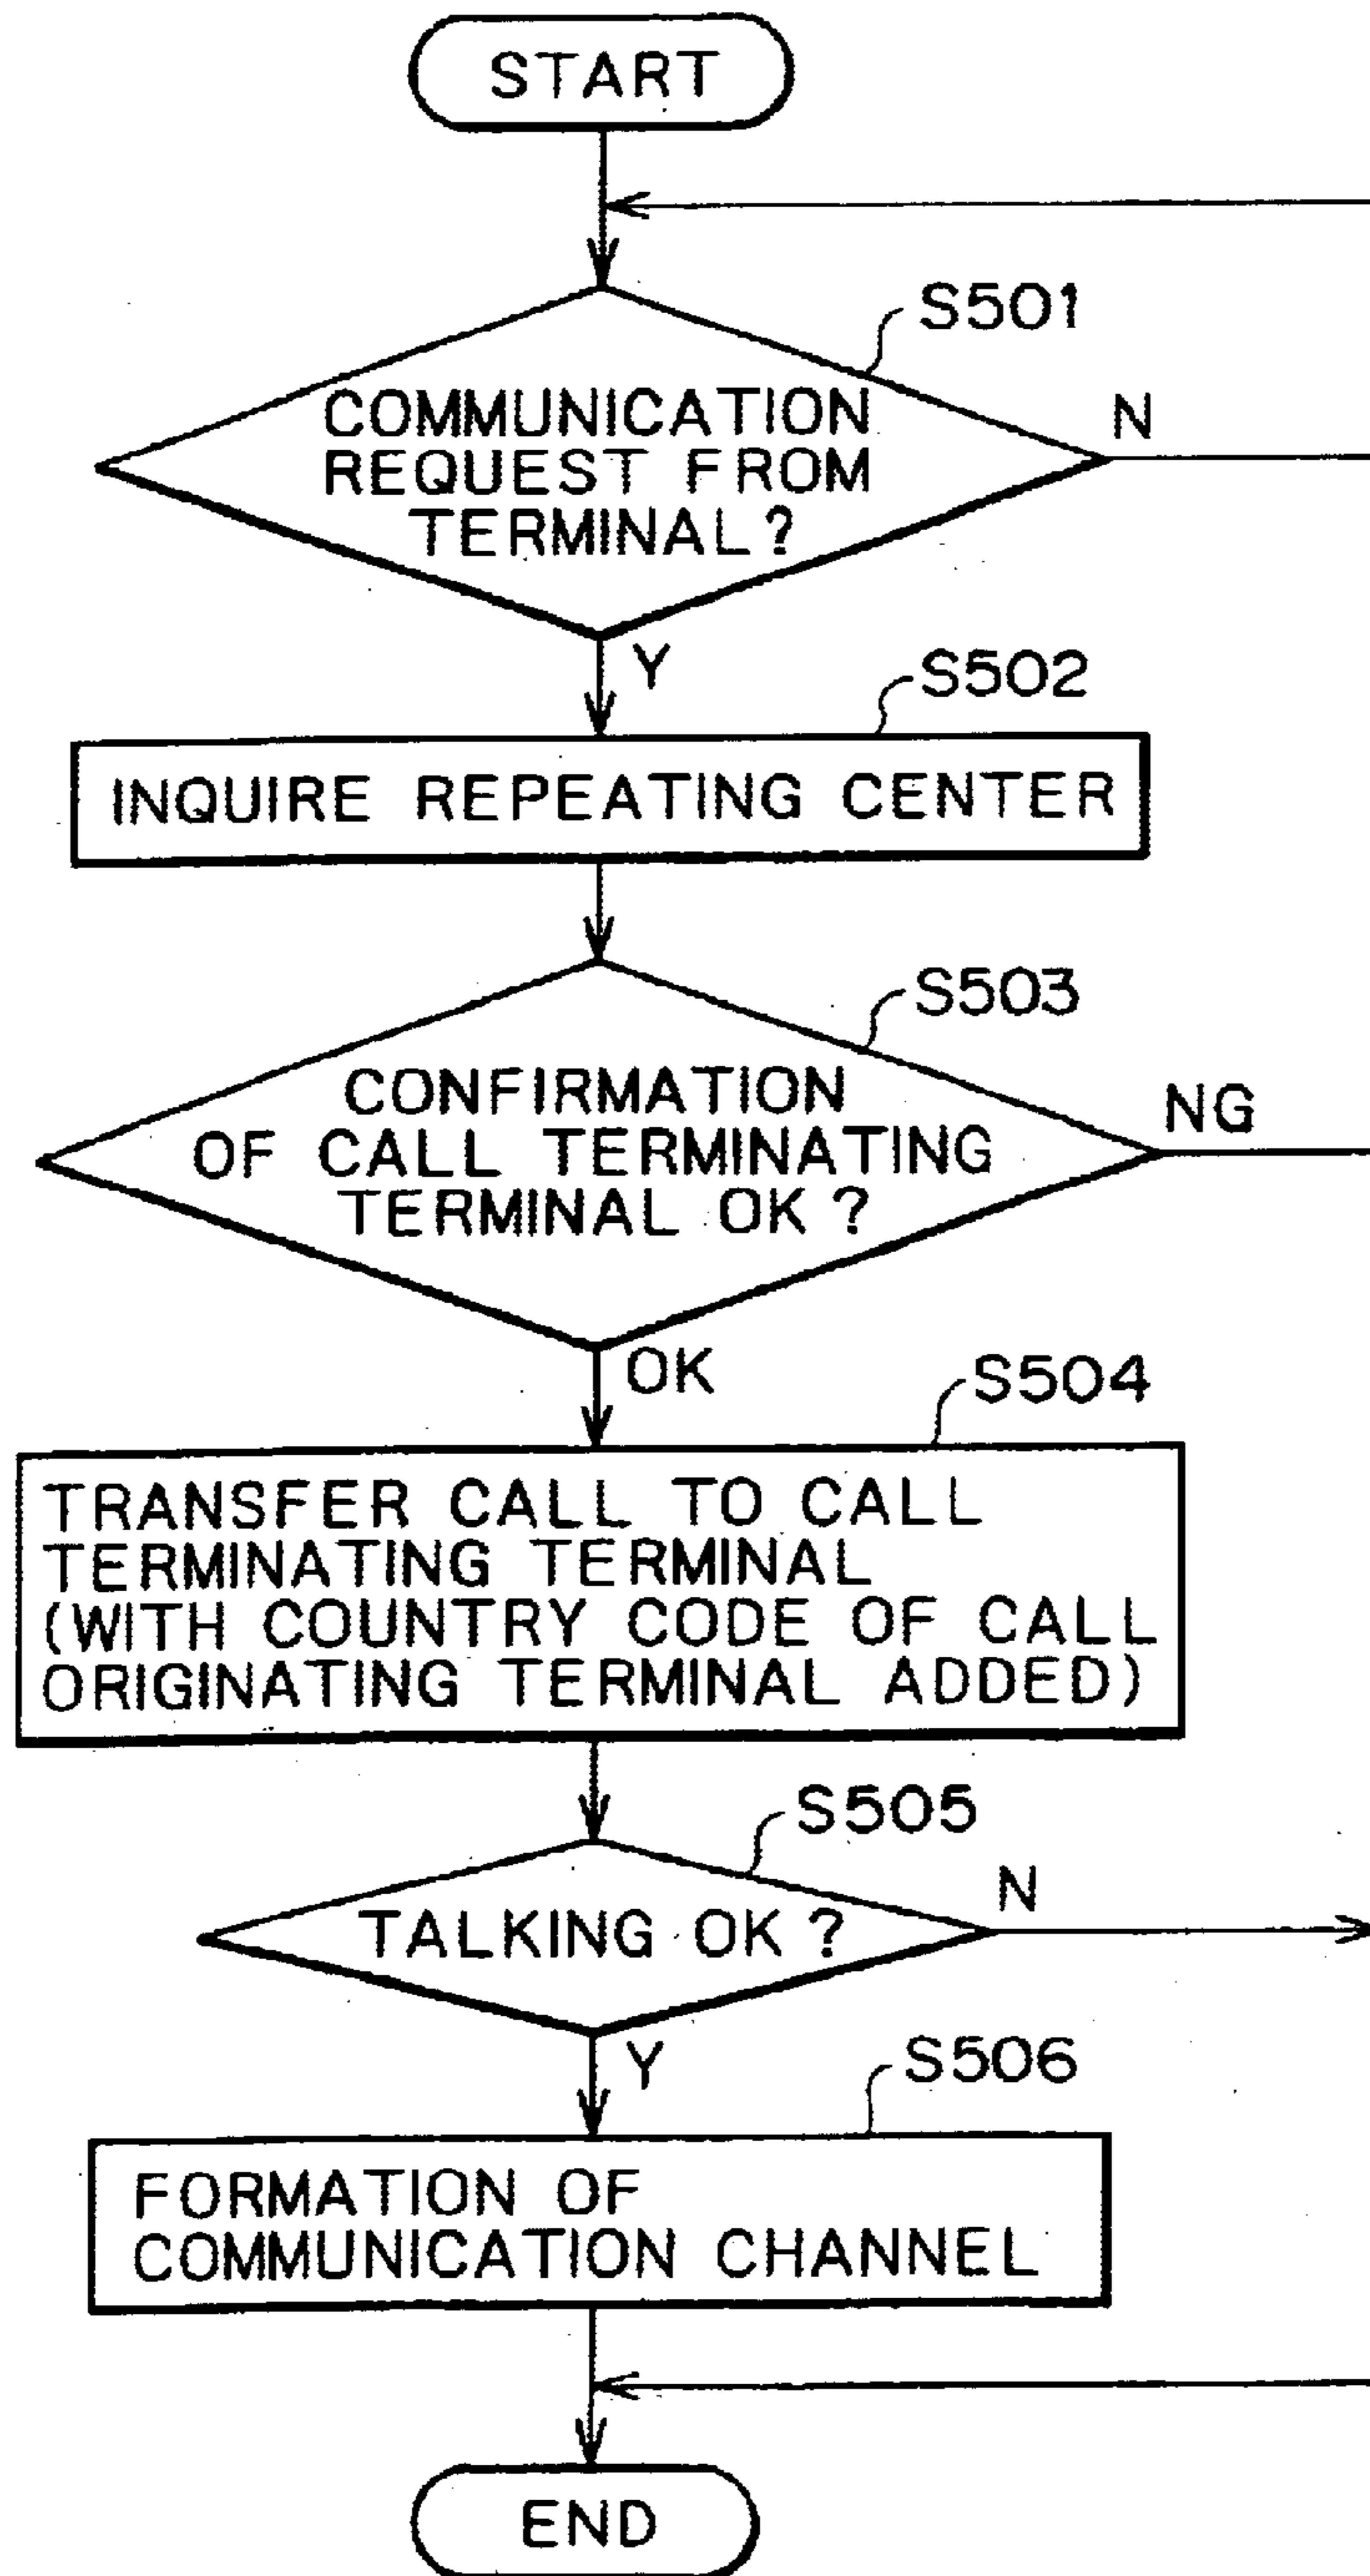 START
S501
COMMUNICATION
REQUEST FROM
TERMINAL?
N
Y
S502
INQUIRE REPEATING CENTER
S503
CONFIRMATION
OF CALL TERMINATING
TERMINAL OK?
NG
OK
S504
TRANSFER CALL TO CALL
TERMINATING TERMINAL
(WITH COUNTRY CODE OF CALL
ORIGINATING TERMINAL ADDED)
S505
TALKING OK?
N
Y
S506
FORMATION OF
COMMUNICATION CHANNEL
END